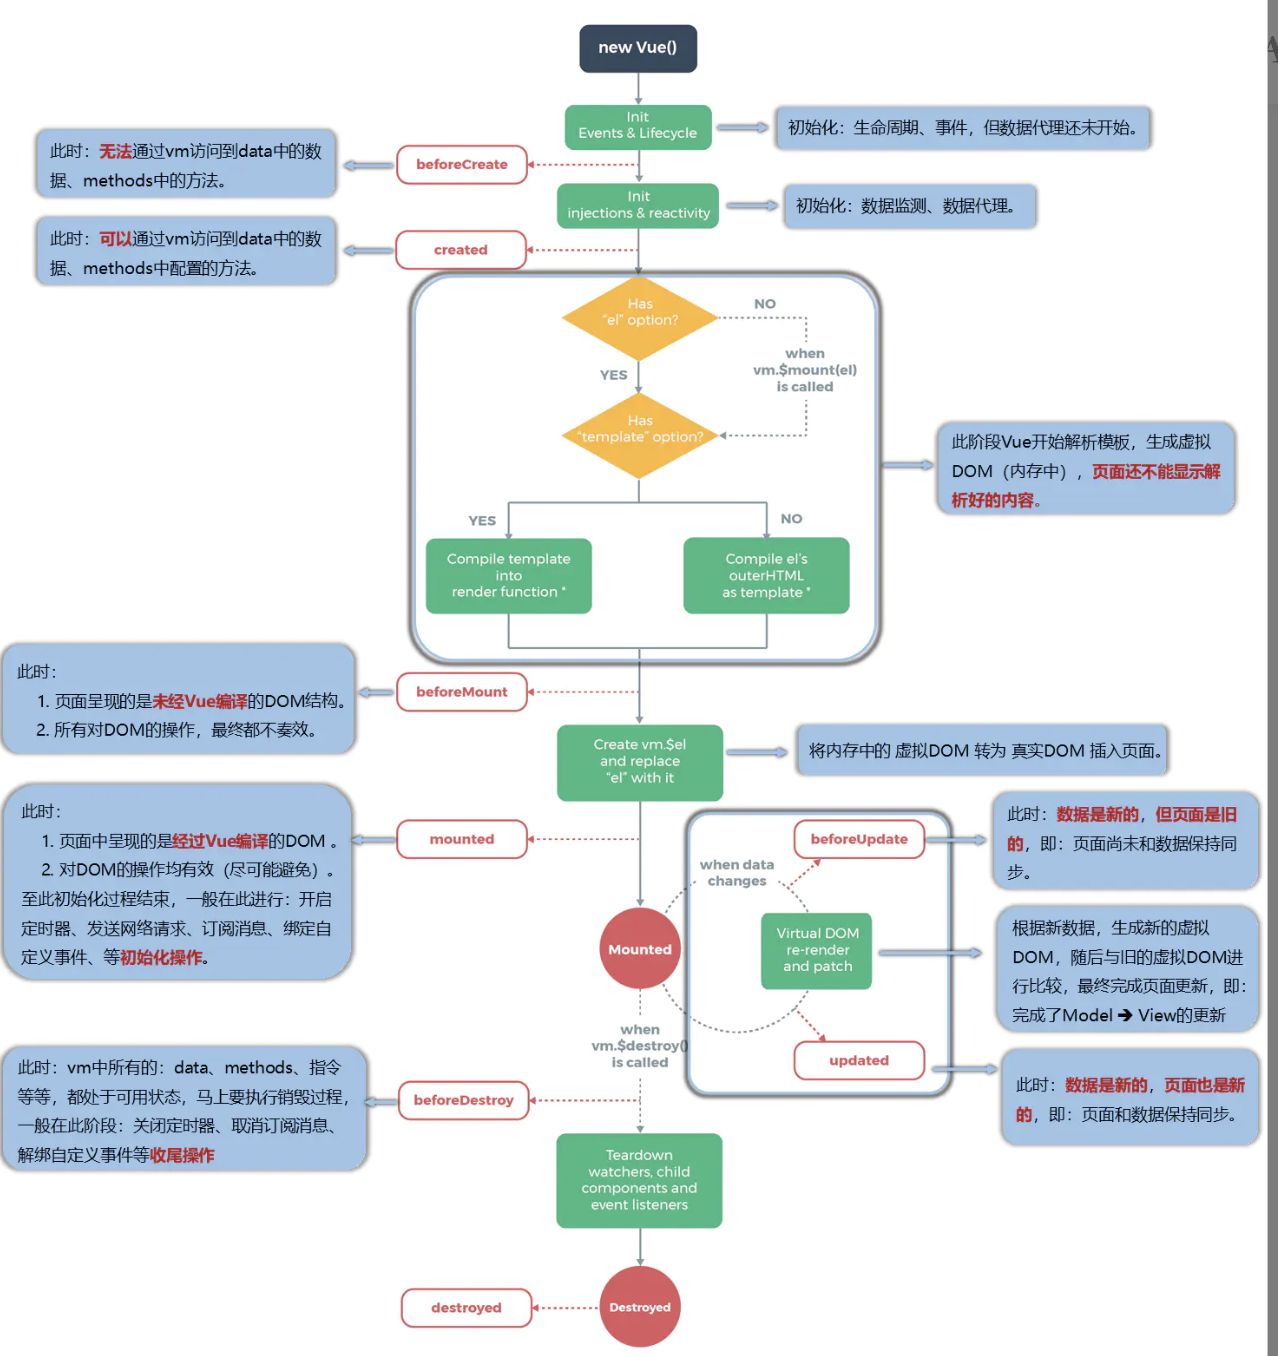 new Vue()
Init
Events & Lifecycle
初始化：生命周期、事件，但数据代理还未开始。
此时：无法通过vm访问到data中的数
据、methods中的方法。
beforeCreate
Init
injections & reactivity
初始化：数据监测、数据代理。
此时：可以通过vm访问到data中的数
据、methods中配置的方法。
created
Has
“el” option?
NO
when
vm.$mount(el)
is called
YES
Has
“template” option?
此阶段Vue开始解析模板，生成虚拟
DOM（内存中），页面还不能显示解
析好的内容。
YES
NO
Compile template
into
render function *
Compile el's
outerHTML
as template *
此时：
1. 页面呈现的是未经Vue编译的DOM结构。
2. 所有对DOM的操作，最终都不奏效。
beforeMount
Create vm.$el
and replace
“el” with it
将内存中的 虚拟DOM 转为 真实DOM 插入页面。
此时：
1. 页面中呈现的是经过Vue编译的DOM 。
2. 对DOM的操作均有效（尽可能避免）。
至此初始化过程结束，一般在此进行：开启
定时器、发送网络请求、订阅消息、绑定自
定义事件、等初始化操作。
mounted
Mounted
when data
changes
beforeUpdate
此时：数据是新的，但页面是旧
的，即：页面尚未和数据保持同
步。
Virtual DOM
re-render
and patch
根据新数据，生成新的虚拟
DOM，随后与旧的虚拟DOM进
行比较，最终完成页面更新，即：
完成了Model ➔ View的更新
updated
此时：数据是新的，页面也是新
的，即：页面和数据保持同步。
when
vm.$destroy()
is called
此时：vm中所有的：data、methods、指令
等等，都处于可用状态，马上要执行销毁过程，
一般在此阶段：关闭定时器、取消订阅消息、
解绑自定义事件等收尾操作
beforeDestroy
Teardown
watchers, child
components and
event listeners
destroyed
Destroyed